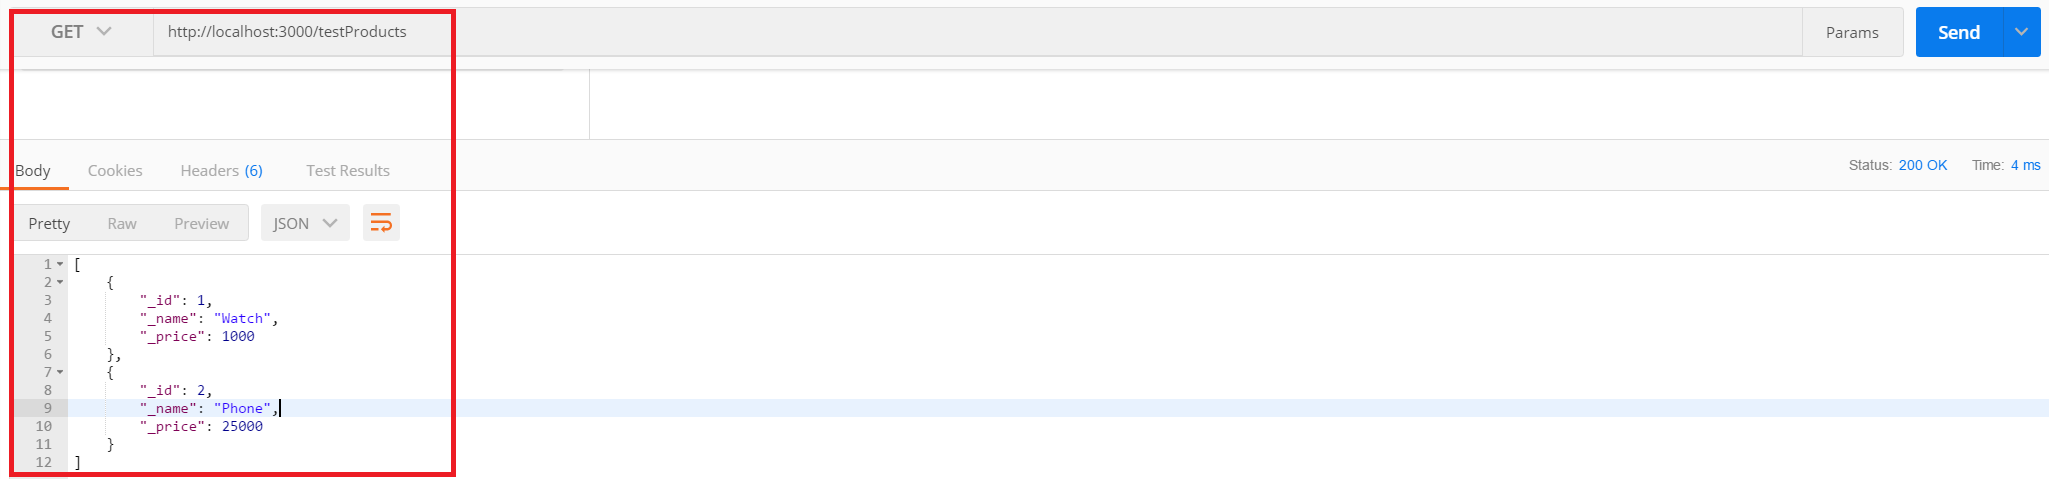 GET http://localhost:3000/testProducts Params Send
Body Cookies Headers (6) Test Results Status: 200 OK Time: 4 ms
Pretty Raw Preview JSON
1 [
2 {
3 "_id": 1,
4 "_name": "Watch",
5 "_price": 1000
6 },
7 {
8 "_id": 2,
9 "_name": "Phone",
10 "_price": 25000
11 }
12 ]